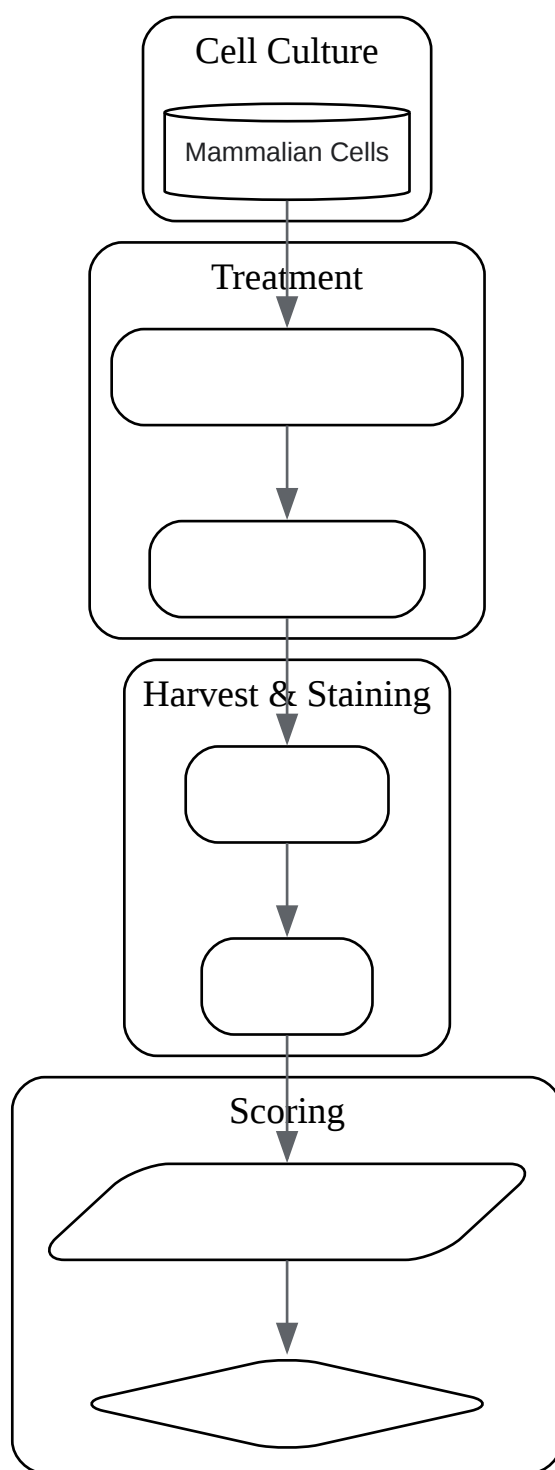 Cell Culture
Mammalian Cells
Treatment
Harvest & Staining
Scoring